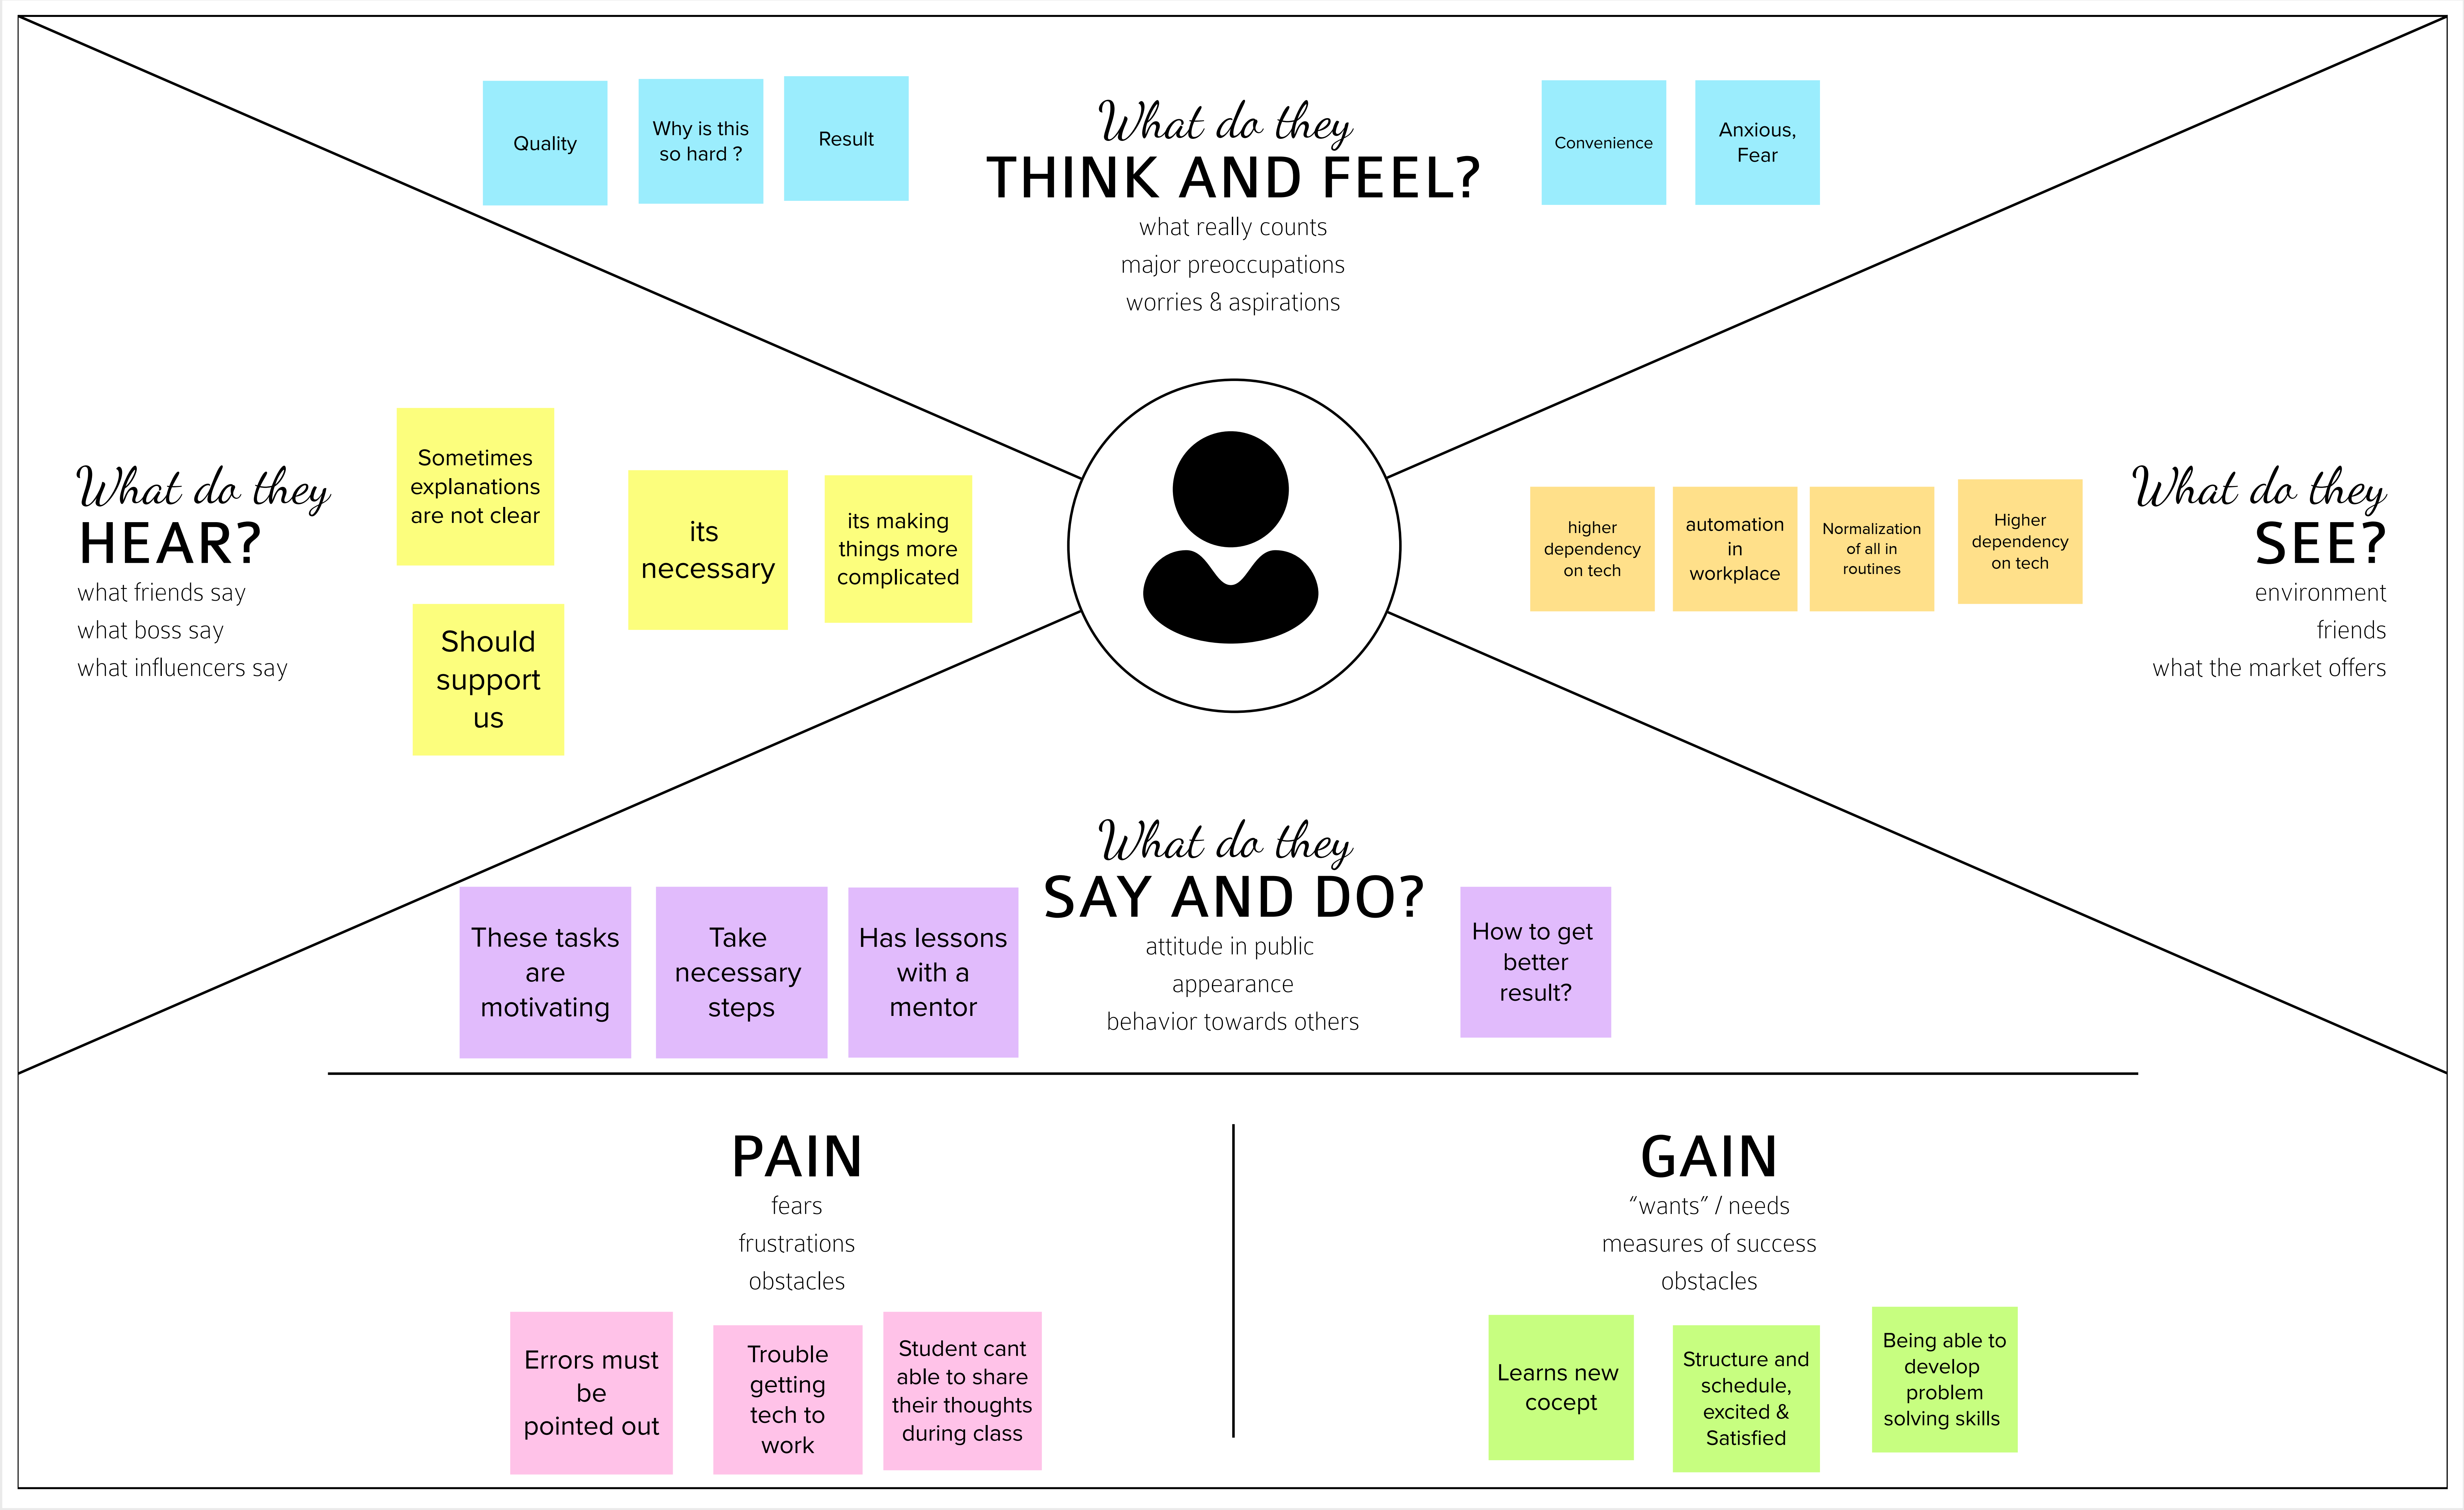 Quality
Why is this
so hard ?
Result
What do they
THINK AND FEEL?
what really counts
major preoccupations
worries & aspirations
Convenience
Anxious,
Fear
What do they
HEAR?
what friends say
what boss say
what influencers say
Sometimes
explanations
are not clear
Should
support
us
its
necessary
its making
things more
complicated
higher
dependency
on tech
automation
in
workplace
Normalization
of all in
routines
Higher
dependency
on tech
What do they
SEE?
environment
friends
what the market offers
These tasks
are
motivating
Take
necessary
steps
Has lessons
with a
mentor
What do they
SAY AND DO?
attitude in public
appearance
behavior towards others
How to get
better
result?
PAIN
fears
frustrations
obstacles
Errors must
be
pointed out
Trouble
getting
tech to
work
Student cant
able to share
their thoughts
during class
GAIN
“wants” / needs
measures of success
obstacles
Learns new
cocept
Structure and
schedule,
excited &
Satisfied
Being able to
develop
problem
solving skills